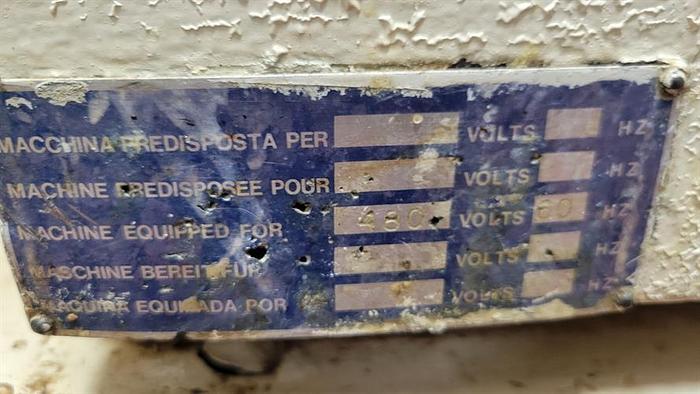 MACCHINA PREDISPOSTA PER VOLTS HZ
MACHINE PREDISPOSEE POUR VOLTS HZ
MACHINE EQUIPPED FOR 480 VOLTS 60 HZ
MASCHINE BEREIT FUR VOLTS HZ
EQUIPADA POR VOLTS HZ